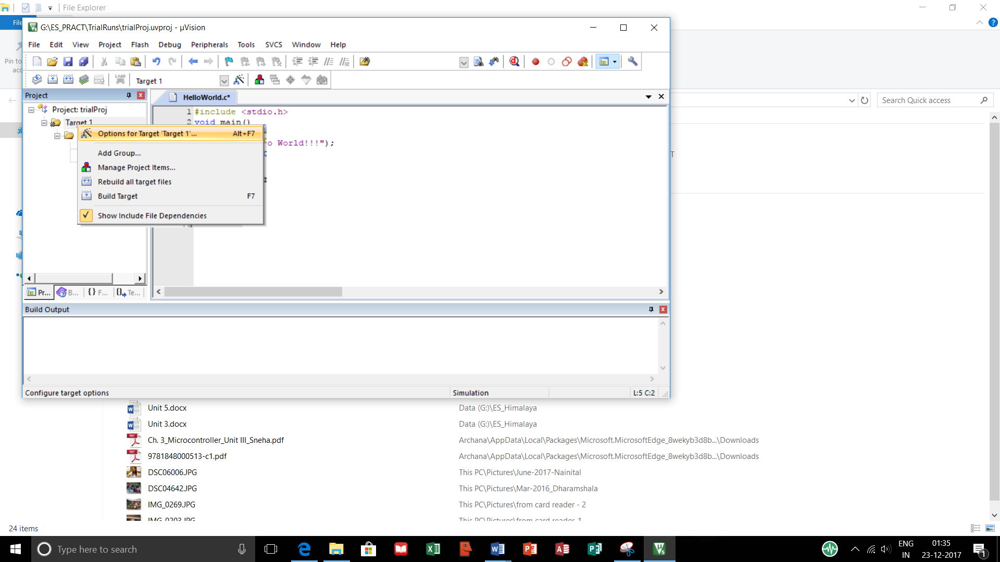 File Explorer
File
G:\ES_PRACT\TrialRuns\trialProj.uvproj - µVision
File Edit View Project Flash Debug Peripherals Tools SVCS Window Help
Pin to
LOAD
Target 1
Project
HelloWorld.c*
Search Quick access
Project: trialProj
Target 1
1 #include <stdio.h>
2 void main()
Options for Target 'Target 1'... Alt+F7
o World!!!");
Add Group...
Manage Project Items...
Rebuild all target files
Build Target F7
Show Include File Dependencies
Pr... B... {} F... Te...
Build Output
Configure target options Simulation L:5 C:2
Unit 5.docx Data (G:)\ES_Himalaya
Unit 3.docx Data (G:)\ES_Himalaya
Ch. 3_Microcontroller_Unit III_Sneha.pdf Archana\AppData\Local\Packages\Microsoft.MicrosoftEdge_8wekyb3d8b...\Downloads
9781848000513-c1.pdf Archana\AppData\Local\Packages\Microsoft.MicrosoftEdge_8wekyb3d8b...\Downloads
DSC06006.JPG This PC\Pictures\June-2017-Nainital
DSC04642.JPG This PC\Pictures\Mar-2016_Dharamshala
IMG_0269.JPG This PC\Pictures\from card reader - 2
IMG_0203.JPG This PC\Pictures\from card reader-1
24 items
Type here to search
ENG
IN
01:35
23-12-2017
1